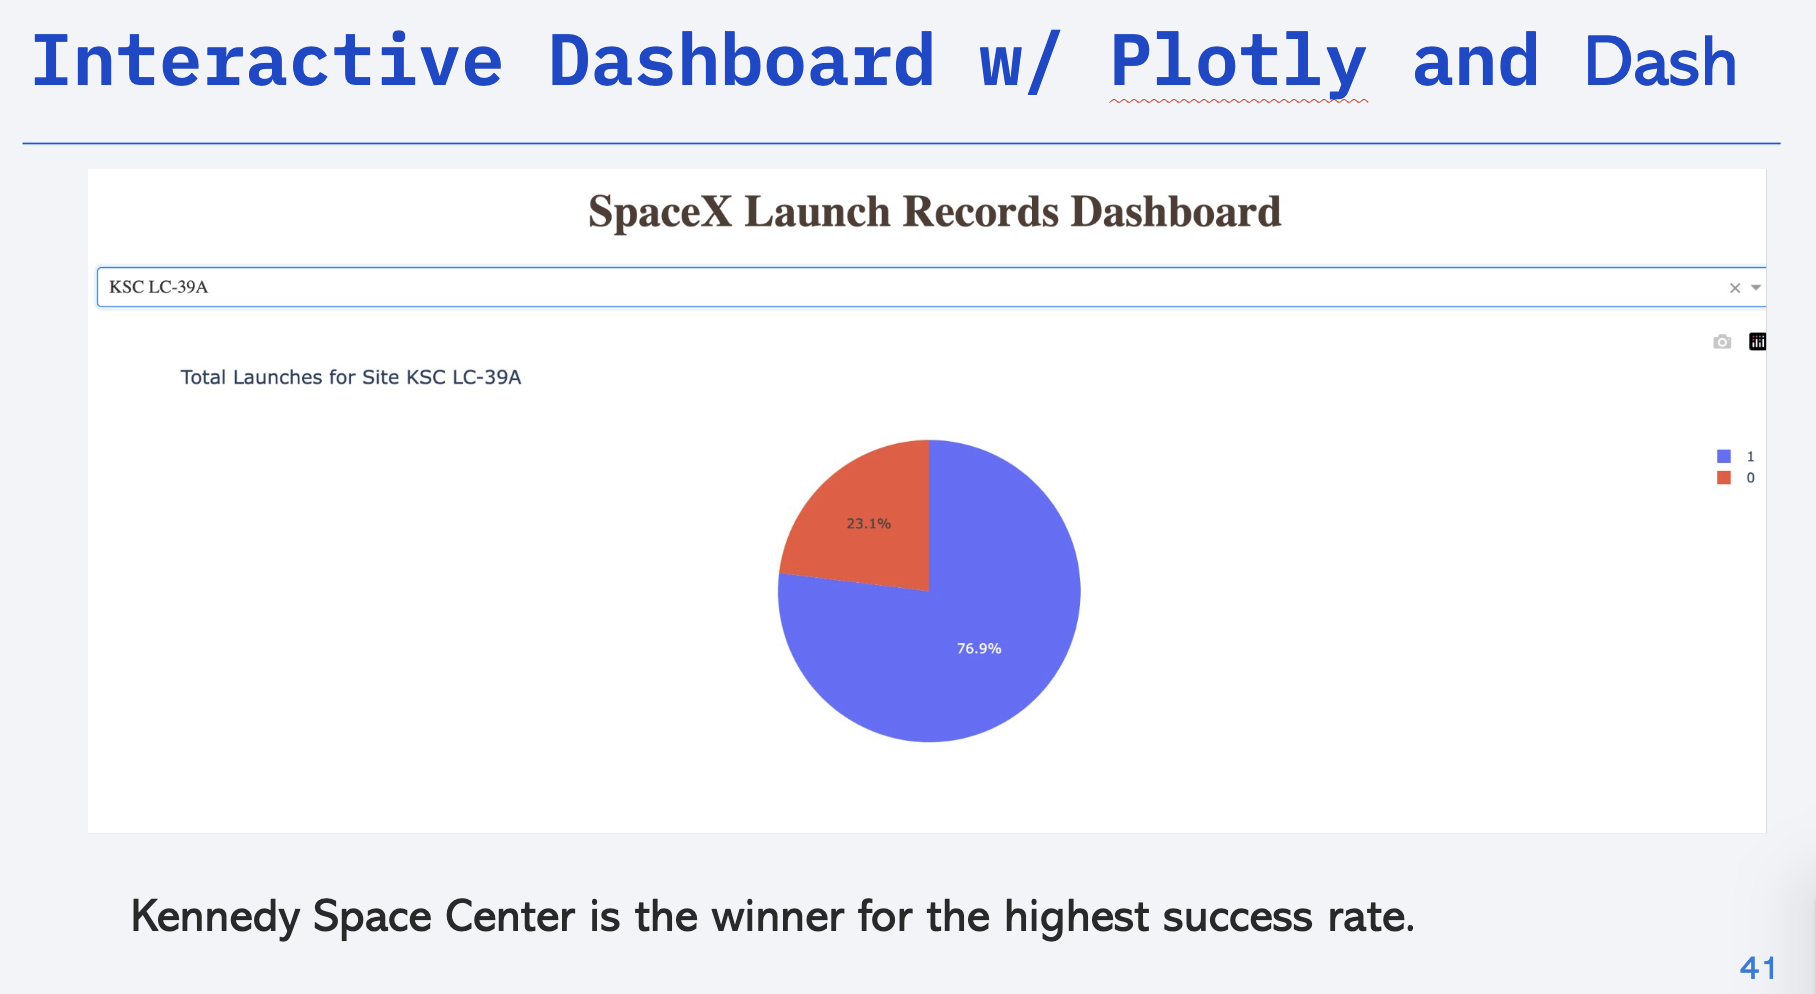 Interactive Dashboard w/ Plotly and Dash
SpaceX Launch Records Dashboard
KSC LC-39A
Total Launches for Site KSC LC-39A
1
0
23.1%
76.9%
Kennedy Space Center is the winner for the highest success rate.
41